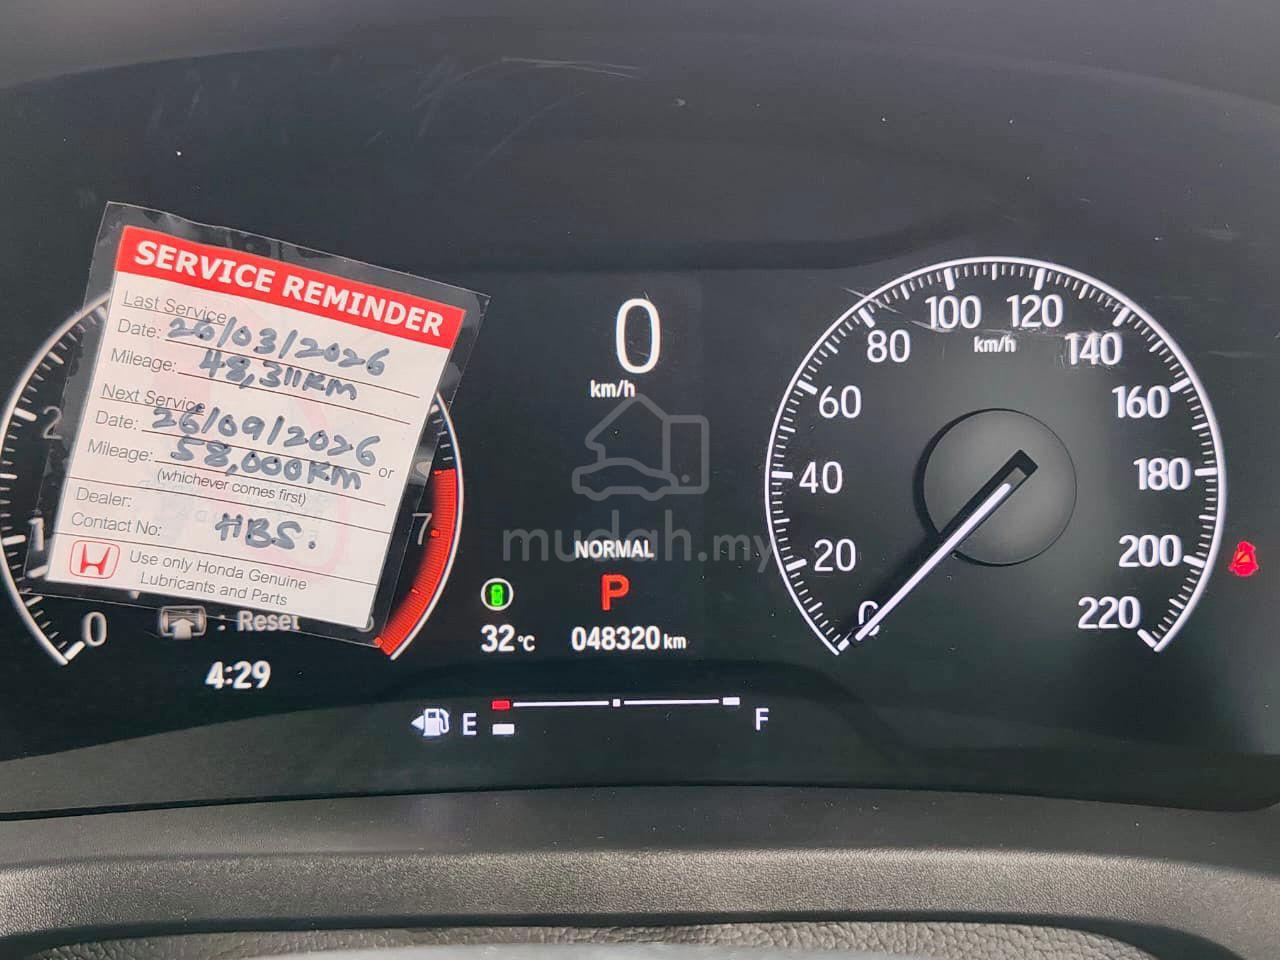 SERVICE REMINDER
Last Service
Date: 26/03/2026
Mileage: 48,311KM
Next Service
Date: 26/09/2026
Mileage: 58,000KM or
(whichever comes first)
Dealer:
Contact No: HBS.
Use only Honda Genuine
Lubricants and Parts
0
1
2
7
: Reset
4:29
0
km/h
mudah.my
NORMAL
P
32°C
048320 km
E
F
0
20
40
60
80
100
120
140
160
180
200
220
km/h